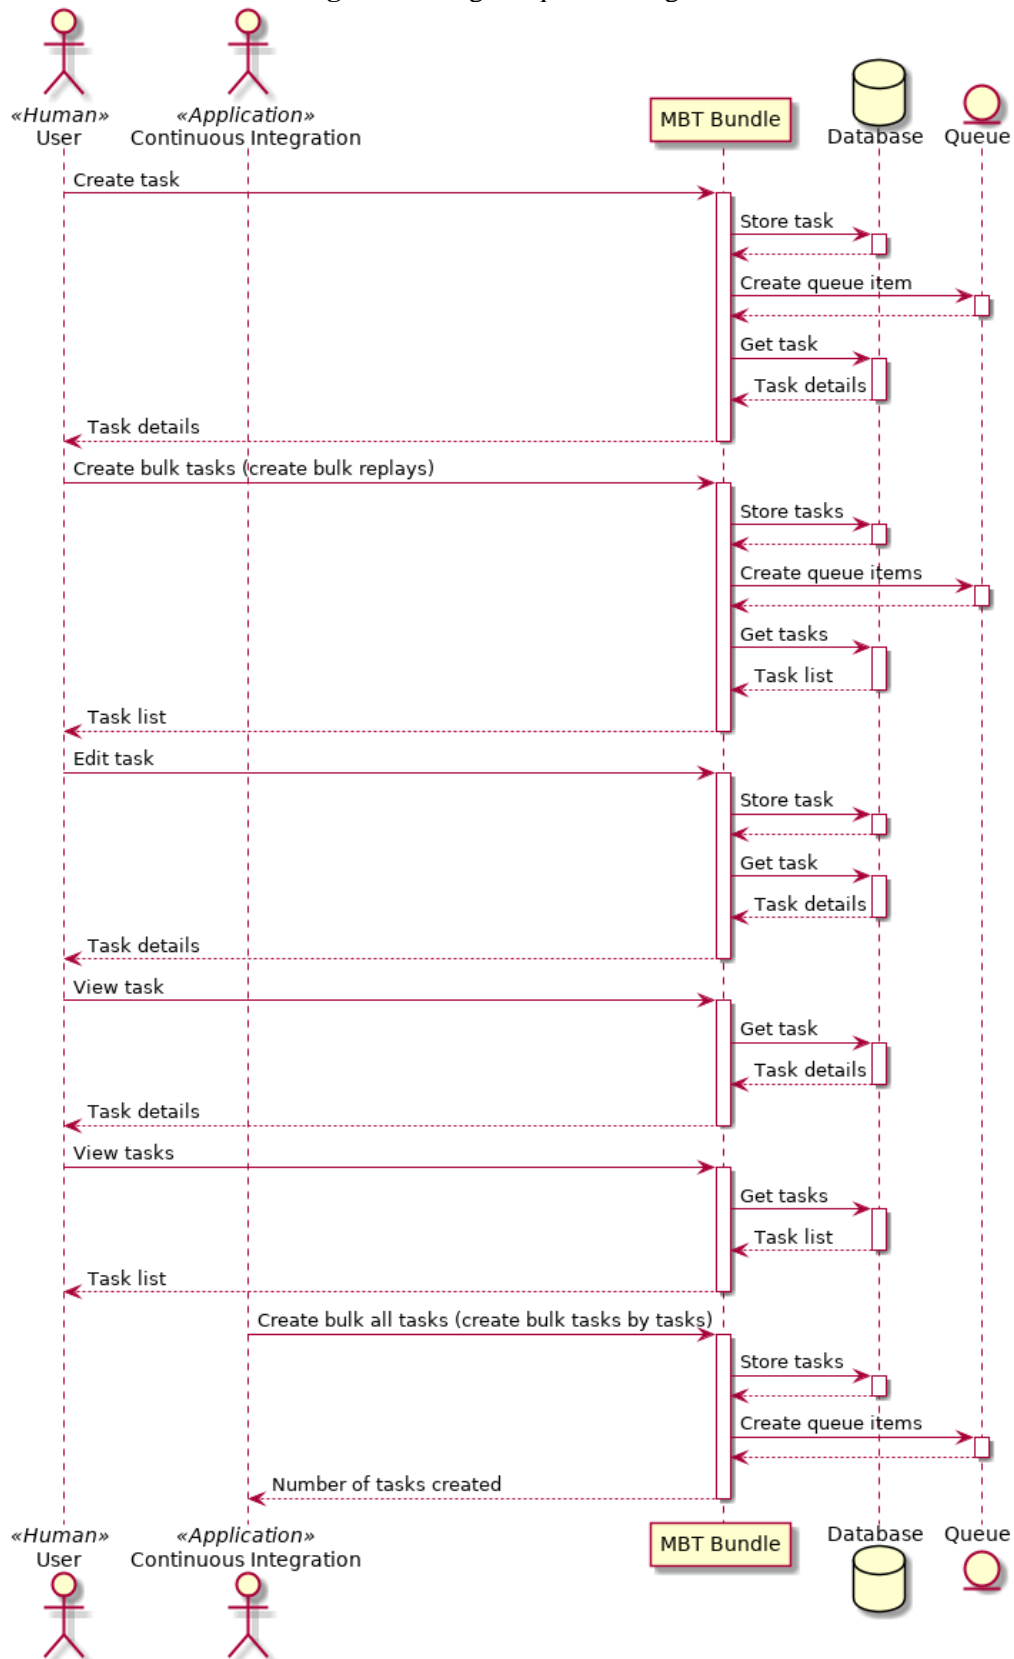 «Human»
User
«Application»
Continuous Integration
MBT Bundle
Database
Queue
Create task
Store task
Create queue item
Get task
Task details
Task details
Create bulk tasks (create bulk replays)
Store tasks
Create queue items
Get tasks
Task list
Task list
Edit task
Store task
Get task
Task details
Task details
View task
Get task
Task details
Task details
View tasks
Get tasks
Task list
Task list
Create bulk all tasks (create bulk tasks by tasks)
Store tasks
Create queue items
Number of tasks created
«Human»
User
«Application»
Continuous Integration
MBT Bundle
Database
Queue